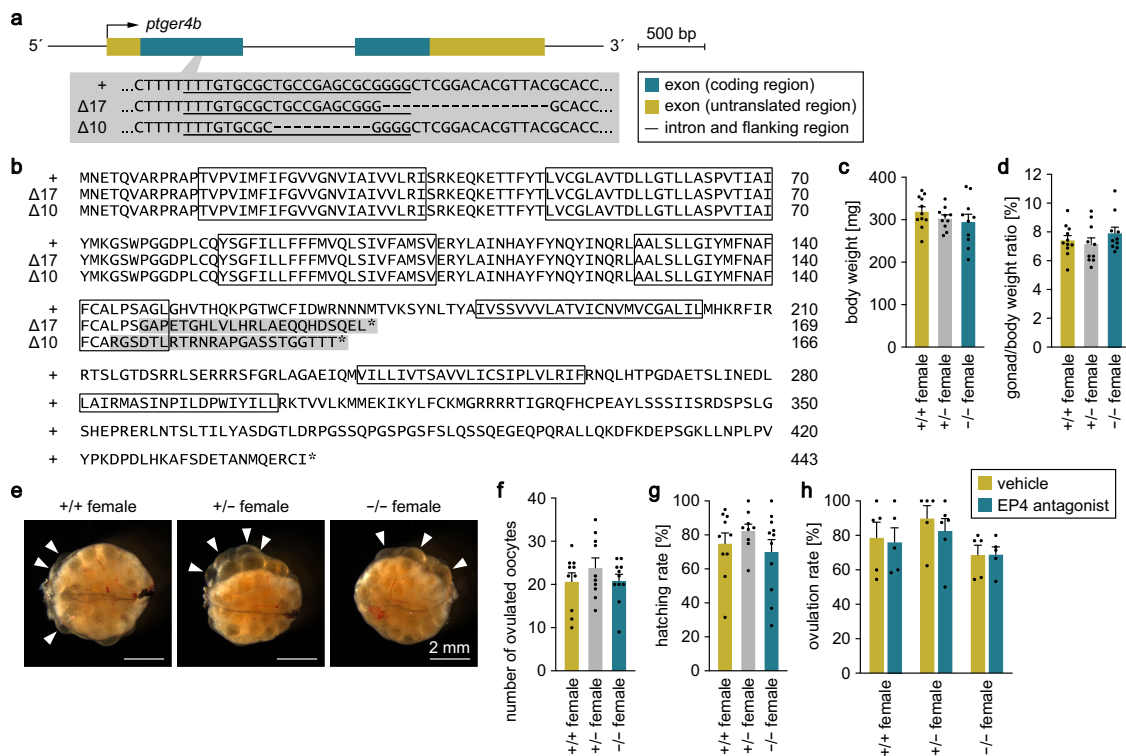 a
ptger4b
5´ 3´ 500 bp
+ ...CTTTTTTTGTGCGCTGCCGAGCGCGGGGCTCGGACACGTTACGCACC...
Δ17 ...CTTTTTTTGTGCGCTGCCGAGCGGG-----------------GCACC...
Δ10 ...CTTTTTTTGTGCGC----------GGGGCTCGGACACGTTACGCACC...
exon (coding region)
exon (untranslated region)
intron and flanking region
b
+ MNETQVARPRAPTVPVIMFIFGVVGNVIAIVVLRISRKEQKETTFYTLVCGLAVTDLLGTLLASPVTIAI 70
Δ17 MNETQVARPRAPTVPVIMFIFGVVGNVIAIVVLRISRKEQKETTFYTLVCGLAVTDLLGTLLASPVTIAI 70
Δ10 MNETQVARPRAPTVPVIMFIFGVVGNVIAIVVLRISRKEQKETTFYTLVCGLAVTDLLGTLLASPVTIAI 70
+ YMKGSWPGGDPLCQYSGFILLFFFMVQLSIVFAMSVERYLAINHAYFYNQYINQRLAALSLLGIYMFNAF 140
Δ17 YMKGSWPGGDPLCQYSGFILLFFFMVQLSIVFAMSVERYLAINHAYFYNQYINQRLAALSLLGIYMFNAF 140
Δ10 YMKGSWPGGDPLCQYSGFILLFFFMVQLSIVFAMSVERYLAINHAYFYNQYINQRLAALSLLGIYMFNAF 140
+ FCALPSAGLGHVTHQKPGTWCFIDWRNNNMTVKSYNLTYAIVSSVVVLATVICNVMVCGALILMHKRFIR 210
Δ17 FCALPSGAPETGHLVLHRLAEQQHDSQEL* 169
Δ10 FCARGSDTLRTRNRAPGASSTGGTTT* 166
+ RTSLGTDSRRLSERRRSFGRLAGAEIQMVILLIVTSAVVLICSIPLVLRIFRNQLHTPGDAETSLINEDL 280
+ LAIRMASINPILDPWIYILLRKTVVLKMMEKIKYLFCKMGRRRRTIGRQFHCPEAYLSSSIISRDSPSLG 350
+ SHEPRERLNTSLTILYASDGTLDRPGSSQPGSPGSFSLQSSQEGEQPQRALLQKDFKDEPSGKLLNPLPV 420
+ YPKDPDLHKAFSDETANMQERCI* 443
c
body weight [mg]
400
300
200
100
0
+/+ female
+/− female
−/− female
d
gonad/body weight ratio [%]
12
10
8
6
4
2
0
+/+ female
+/− female
−/− female
e
+/+ female +/− female −/− female
2 mm
f
number of ovulated oocytes
40
30
20
10
0
+/+ female
+/− female
−/− female
g
hatching rate [%]
100
80
60
40
20
0
+/+ female
+/− female
−/− female
h
vehicle
EP4 antagonist
ovulation rate [%]
100
80
60
40
20
0
+/+ female
+/− female
−/− female